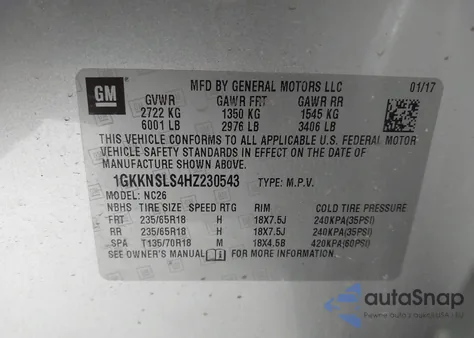 GM
MFD BY GENERAL MOTORS LLC 01/17
GVWR GAWR FRT GAWR RR
2722 KG 1350 KG 1545 KG
6001 LB 2976 LB 3406 LB
THIS VEHICLE CONFORMS TO ALL APPLICABLE U.S. FEDERAL MOTOR
VEHICLE SAFETY STANDARDS IN EFFECT ON THE DATE OF
MANUFACTURE SHOWN ABOVE.
1GKKNSLS4HZ230543 TYPE: M.P.V.
MODEL: NC26
NBHS TIRE SIZE SPEED RTG RIM COLD TIRE PRESSURE
FRT 235/65R18 H 18X7.5J 240KPA(35PSI)
RR 235/65R18 H 18X7.5J 240KPA(35PSI)
SPA T135/70R18 M 18X4.5B 420KPA(60PSI)
SEE OWNER'S MANUAL FOR MORE INFORMATION.
autoSnap